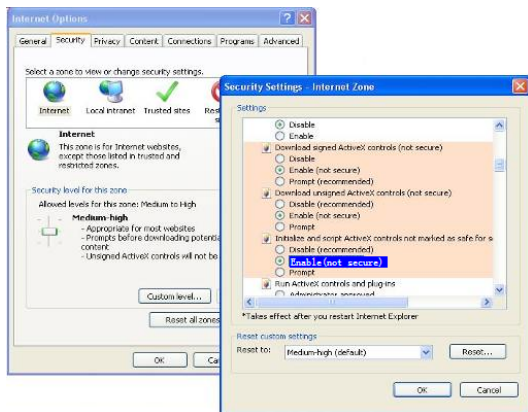 Internet Options
General Security Privacy Content Connections Programs Advanced
Select a zone to view or change security settings.
Internet Local intranet Trusted sites
Internet
This zone is for Internet websites,
except those listed in trusted and
restricted zones.
Security level for this zone
Allowed levels for this zone: Medium to High
Medium-high
- Appropriate for most websites
- Prompts before downloading
content
- Unsigned ActiveX controls will not be
Custom level...
Reset all zones
OK
Security Settings - Internet Zone
Settings
Disable
Enable
Download signed ActiveX controls (not secure)
Disable
Enable (not secure)
Prompt (recommended)
Download unsigned ActiveX controls (not secure)
Disable (recommended)
Enable (not secure)
Prompt
Initialize and script ActiveX controls not marked as safe for s
Disable (recommended)
Enable(not secure)
Prompt
Run ActiveX controls and plug-ins
Administrator approved
*Takes effect after you restart Internet Explorer
Reset custom settings
Reset to: Medium-high (default) Reset...
OK Cancel